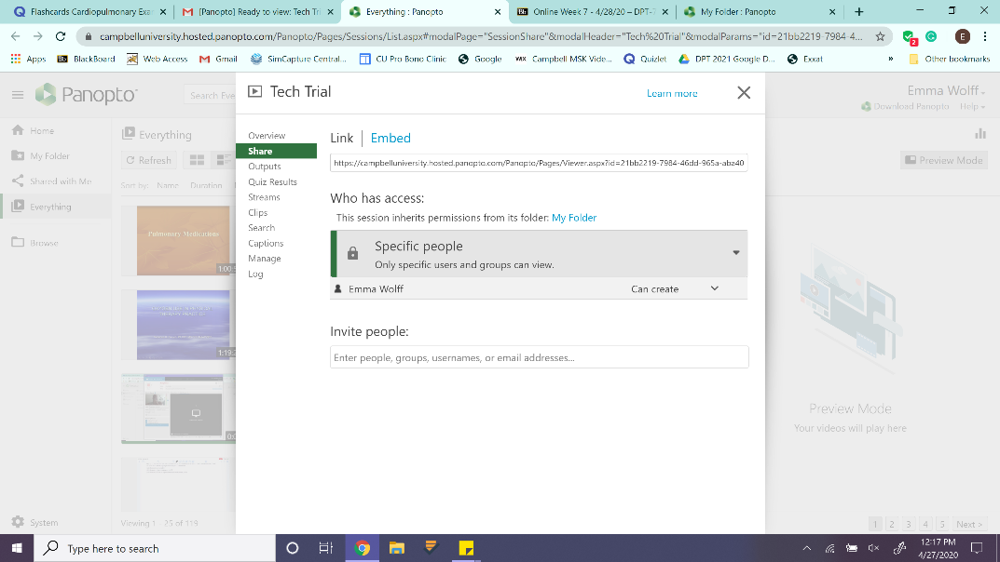 Flashcards Cardiopulmonary Exam
[Panopto] Ready to view: Tech Tri
Everything : Panopto
Online Week 7 - 4/28/20 – DPT-7
My Folder : Panopto
campbelluniversity.hosted.panopto.com/Panopto/Pages/Sessions/List.aspx#modalPage="SessionShare"&modalHeader="Tech%20Trial"&modalParams="id=21bb2219-7984-4...
2
E
Apps
BlackBoard
Web Access
Gmail
SimCapture Central...
CU Pro Bono Clinic
Google
WIX Campbell MSK Vide...
Quizlet
DPT 2021 Google D...
Exxat
»
Other bookmarks
Panopto
Search Eve
Tech Trial
Learn more
Emma Wolff
Download Panopto Help
Home
My Folder
Shared with Me
Everything
Browse
System
Everything
Refresh
Sort by: Name Duration
Pulmonary Medications
1:00:
1:19:
0:
Viewing 1 - 25 of 119
Overview
Share
Outputs
Quiz Results
Streams
Clips
Search
Captions
Manage
Log
Link | Embed
https://campbelluniversity.hosted.panopto.com/Panopto/Pages/Viewer.aspx?id=21bb2219-7984-46dd-965a-aba40
Who has access:
This session inherits permissions from its folder: My Folder
Specific people
Only specific users and groups can view.
Emma Wolff
Can create
Invite people:
Enter people, groups, usernames, or email addresses...
Preview Mode
Preview Mode
Your videos will play here
1 2 3 4 5 Next >
Type here to search
12:17 PM
4/27/2020